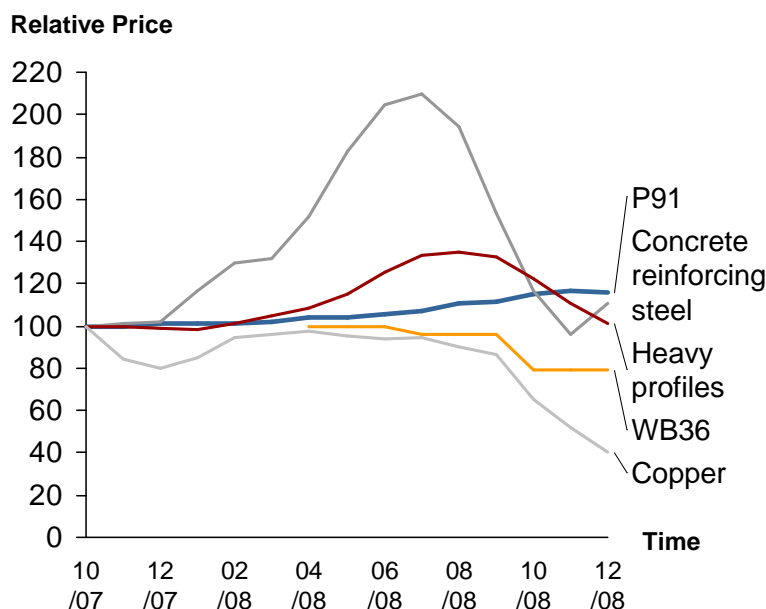 Relative Price
220
200
180
160
140
120
100
80
60
40
20
0
P91
Concrete
reinforcing
steel
Heavy
profiles
WB36
Copper
Time
10 12 02 04 06 08 10 12
/07 /07 /08 /08 /08 /08 /08 /08